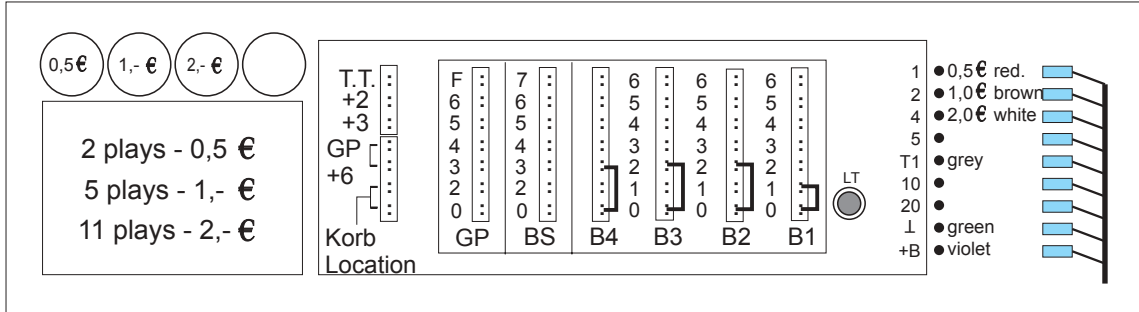 0,5 €
1,- €
2,- €
2 plays - 0,5 €
5 plays - 1,- €
11 plays - 2,- €
T.T.
+2
+3
GP
+6
Korb
Location
F 7 6 6 6
6 6 5 5 5
5 5 4 4 4
4 4 3 3 3
3 3 2 2 2
2 2 1 1 1
0 0 0 0 0
GP BS B4 B3 B2 B1
LT
1 0,5 € red.
2 1,0 € brown
4 2,0 € white
5
T1 grey
10
20
⊥ green
+B violet